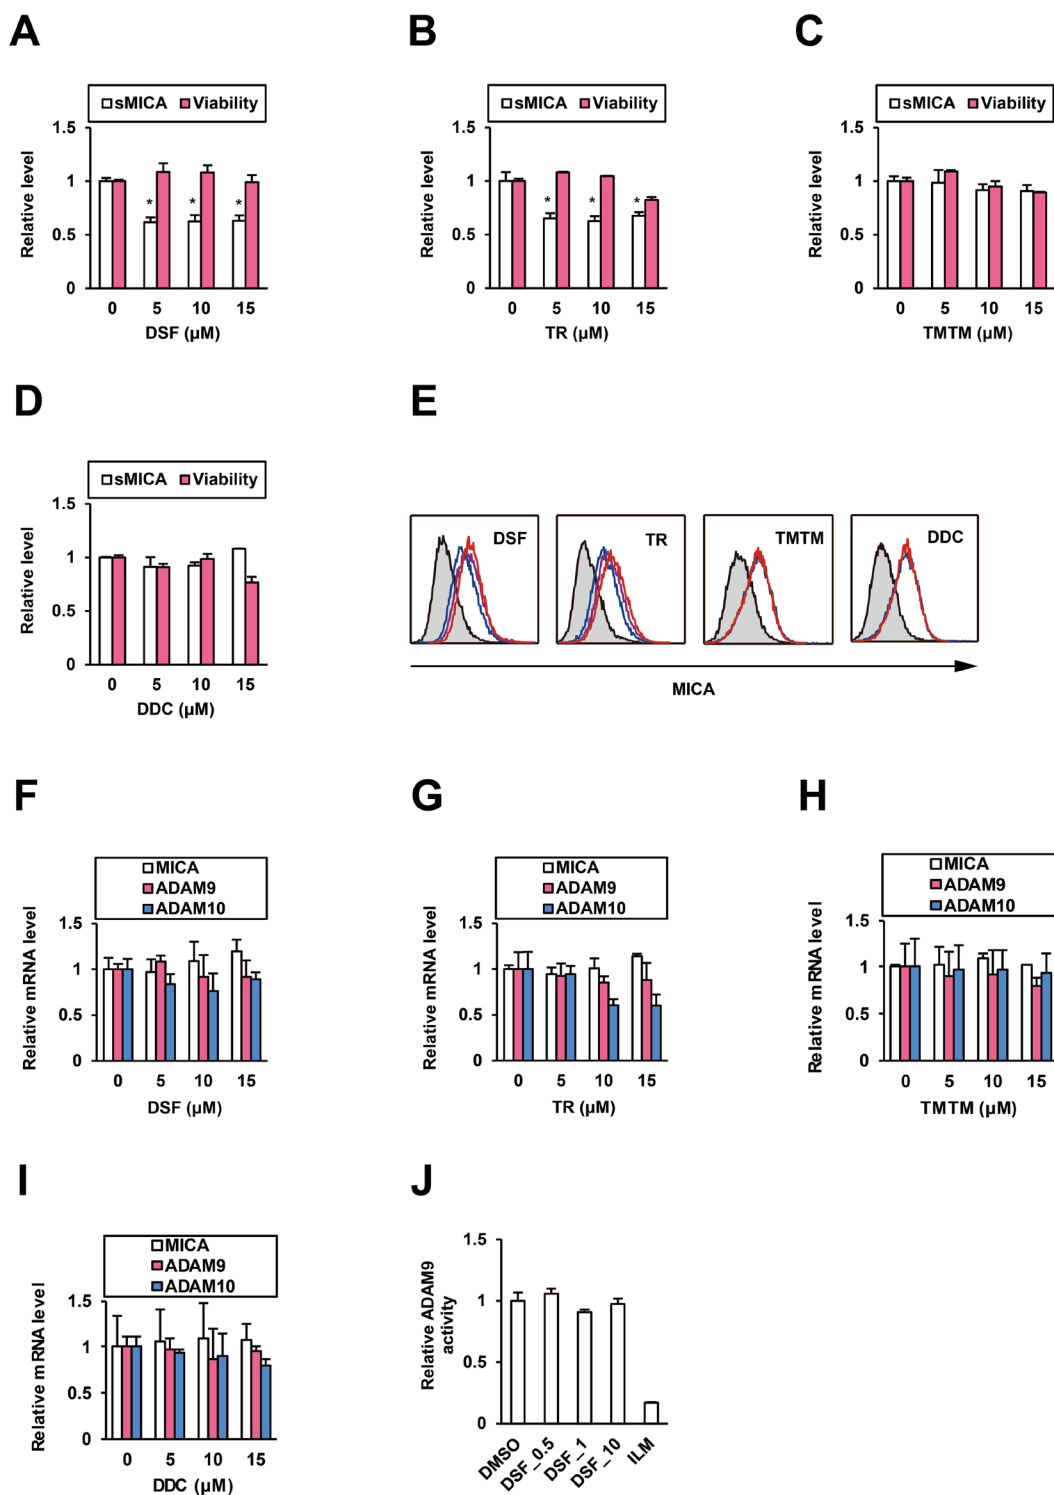 A
sMICA Viability
Relative level
1.5
1
0.5
0
* * *
0 5 10 15
DSF (µM)
B
sMICA Viability
Relative level
1.5
1
0.5
0
* * *
0 5 10 15
TR (µM)
C
sMICA Viability
Relative level
1.5
1
0.5
0
0 5 10 15
TMTM (µM)
D
sMICA Viability
Relative level
1.5
1
0.5
0
0 5 10 15
DDC (µM)
E
DSF
TR
TMTM
DDC
MICA
F
MICA
ADAM9
ADAM10
Relative mRNA level
1.5
1
0.5
0
0 5 10 15
DSF (µM)
G
MICA
ADAM9
ADAM10
Relative mRNA level
1.5
1
0.5
0
0 5 10 15
TR (µM)
H
MICA
ADAM9
ADAM10
Relative mRNA level
1.5
1
0.5
0
0 5 10 15
TMTM (µM)
I
MICA
ADAM9
ADAM10
Relative mRNA level
1.5
1
0.5
0
0 5 10 15
DDC (µM)
J
Relative ADAM9
activity
1.5
1
0.5
0
DMSO
DSF_0.5
DSF_1
DSF_10
ILM